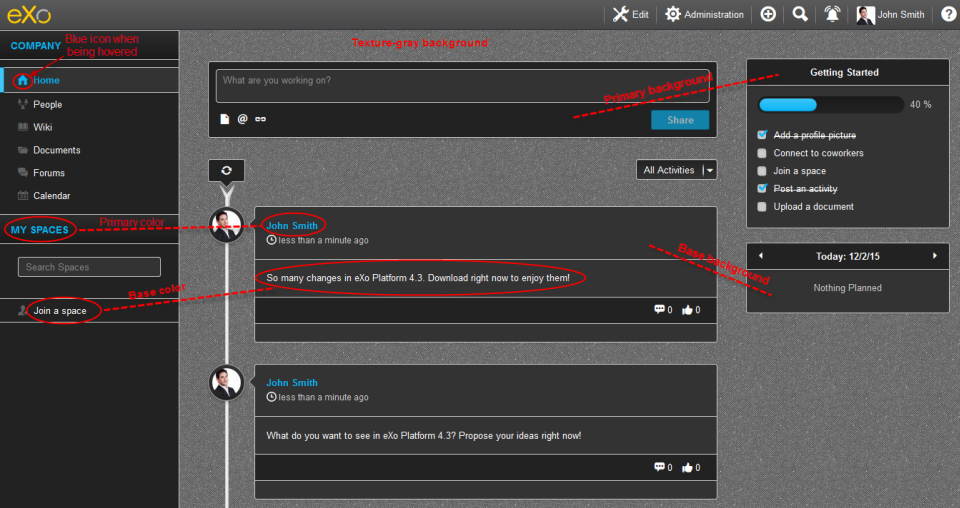 eXo
Edit
Administration
John Smith
?
COMPANY
Blue icon when
being hovered
Home
People
Wiki
Documents
Forums
Calendar
MY SPACES
Primary color
Search Spaces
Base color
Join a space
Texture-gray background
What are you working on?
@
Share
Primary background
All Activities
John Smith
less than a minute ago
So many changes in eXo Platform 4.3. Download right now to enjoy them!
0 0
John Smith
less than a minute ago
What do you want to see in eXo Platform 4.3? Propose your ideas right now!
0 0
Getting Started
40 %
Add a profile picture
Connect to coworkers
Join a space
Post an activity
Upload a document
Base background
Today: 12/2/15
Nothing Planned